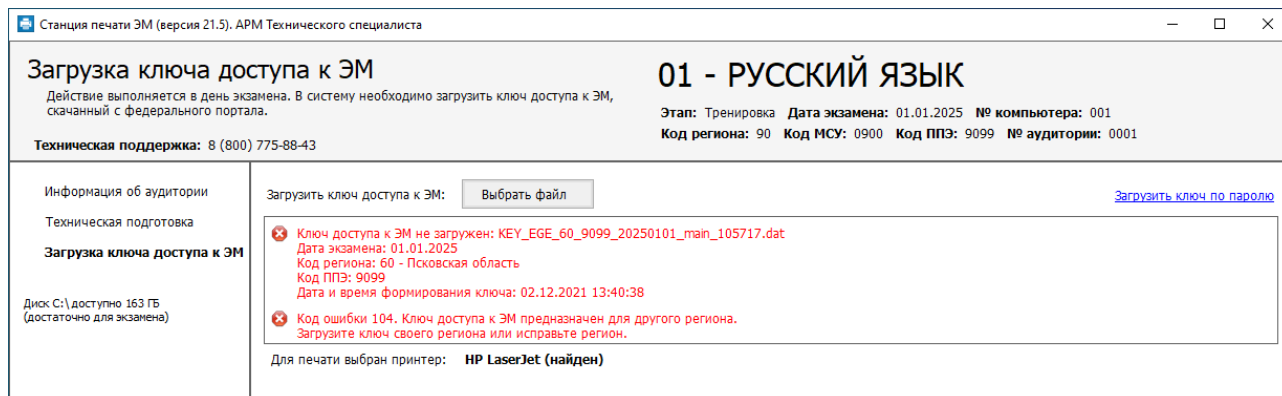 Станция печати ЭМ (версия 21.5). АРМ Технического специалиста
Загрузка ключа доступа к ЭМ
Действие выполняется в день экзамена. В систему необходимо загрузить ключ доступа к ЭМ,
скачанный с федерального портала.
Техническая поддержка: 8 (800) 775-88-43
01 - РУССКИЙ ЯЗЫК
Этап: Тренировка Дата экзамена: 01.01.2025 № компьютера: 001
Код региона: 90 Код МСУ: 0900 Код ППЭ: 9099 № аудитории: 0001
Информация об аудитории
Техническая подготовка
Загрузка ключа доступа к ЭМ
Диск C:\ доступно 163 ГБ
(достаточно для экзамена)
Загрузить ключ доступа к ЭМ: Выбрать файл Загрузить ключ по паролю
Ключ доступа к ЭМ не загружен: KEY_EGE_60_9099_20250101_main_105717.dat
Дата экзамена: 01.01.2025
Код региона: 60 - Псковская область
Код ППЭ: 9099
Дата и время формирования ключа: 02.12.2021 13:40:38
Код ошибки 104. Ключ доступа к ЭМ предназначен для другого региона.
Загрузите ключ своего региона или исправьте регион.
Для печати выбран принтер: HP LaserJet (найден)